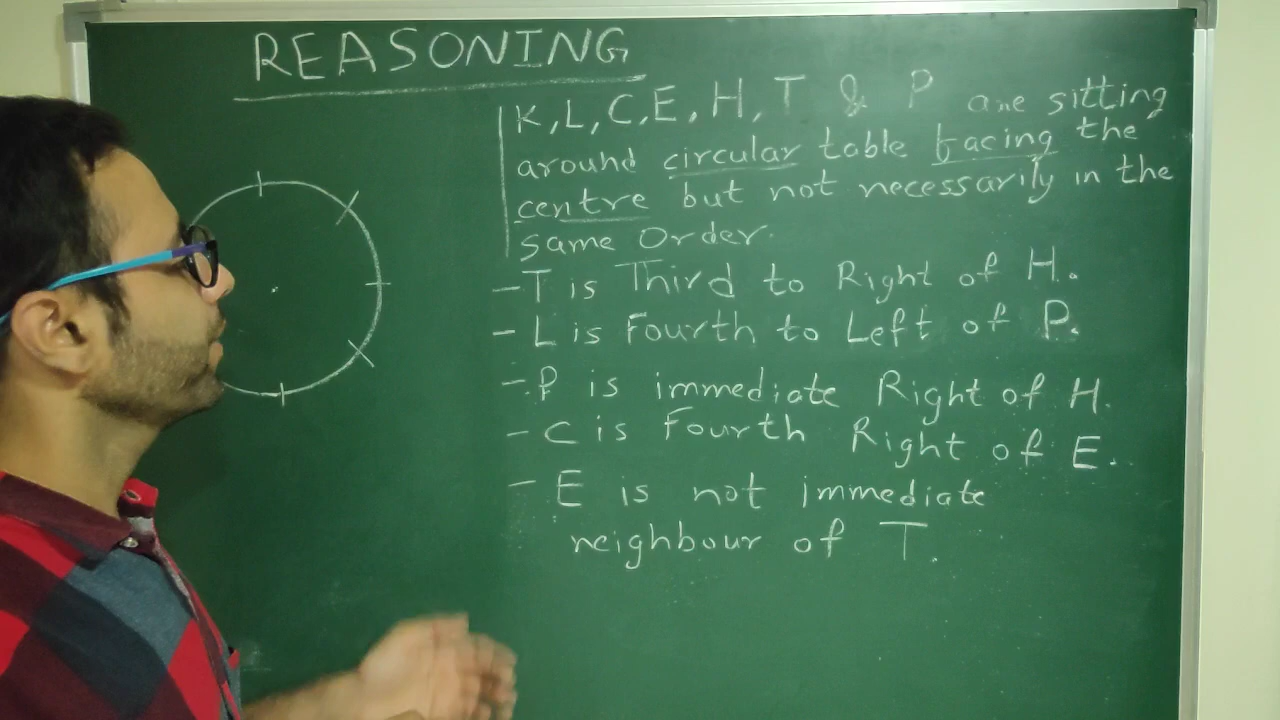 REASONING
K, L, C, E, H, T & P are sitting
around circular table facing the
centre but not necessarily in the
same Order.
- T is Third to Right of H.
- L is Fourth to Left of P.
- P is immediate Right of H.
- C is Fourth Right of E.
- E is not immediate
neighbour of T.